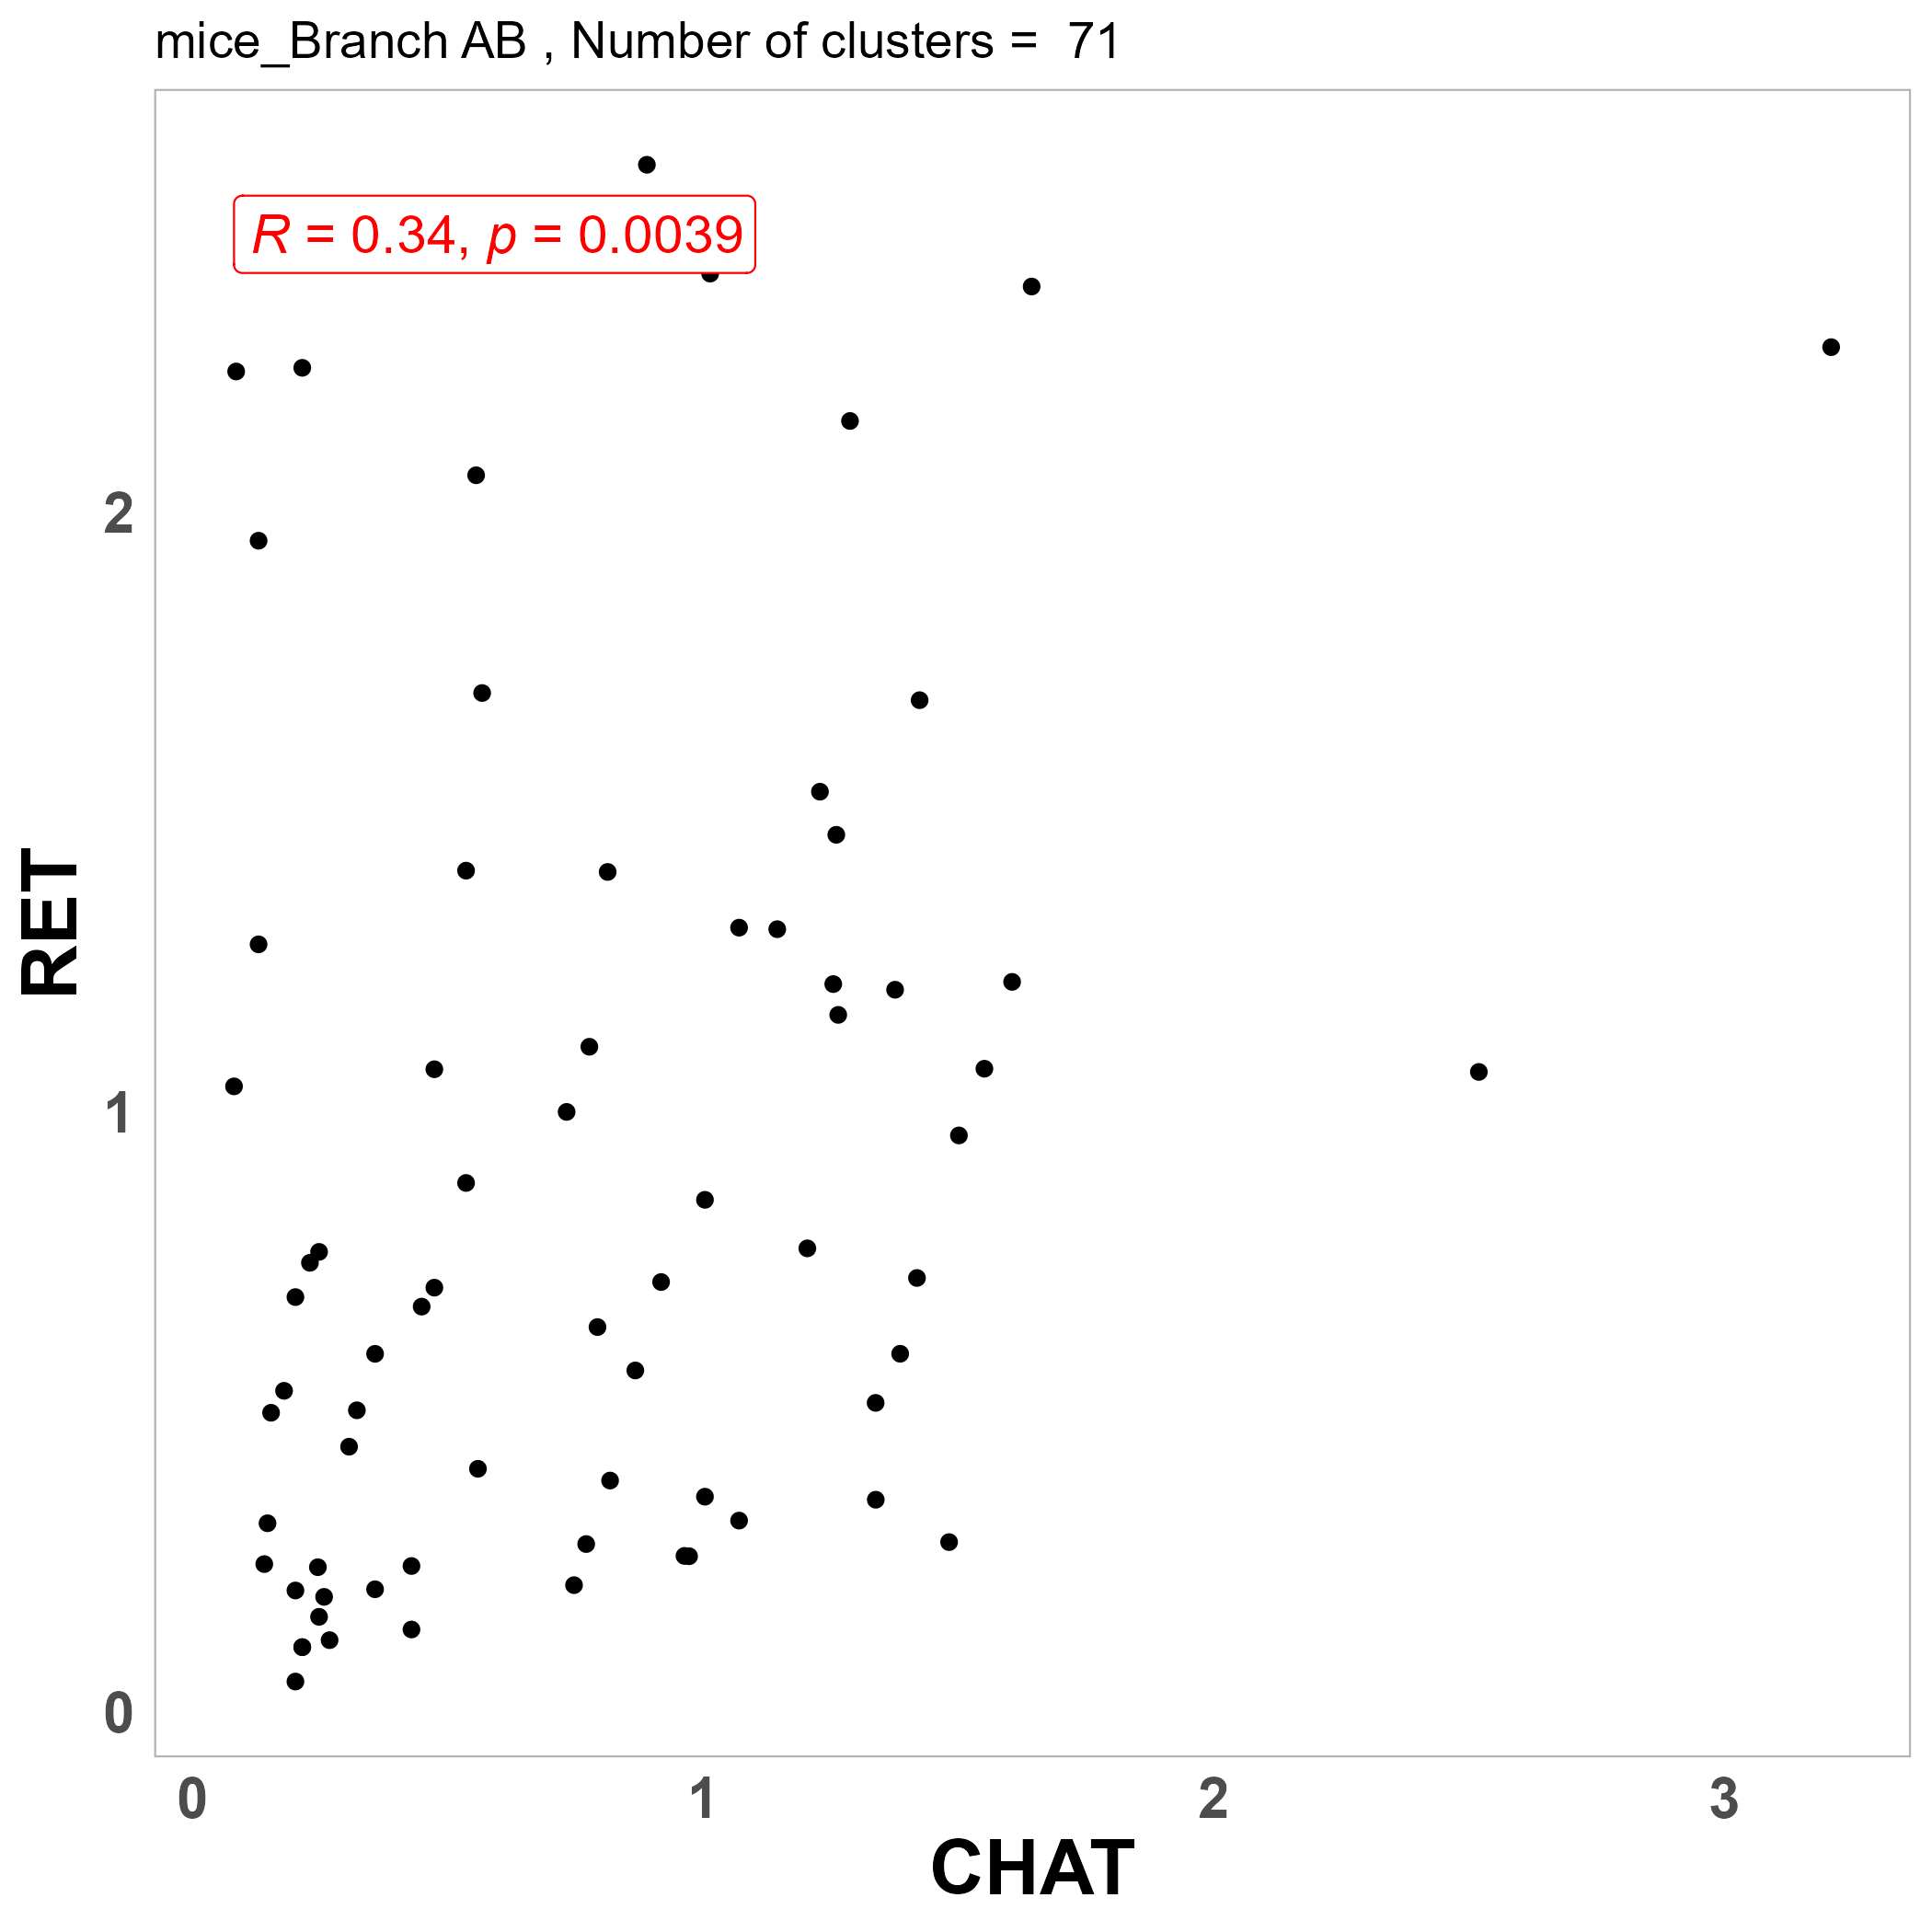 mice_Branch AB , Number of clusters =  71
R = 0.34, p = 0.0039
RET
2
1
0
0 1 2 3
CHAT